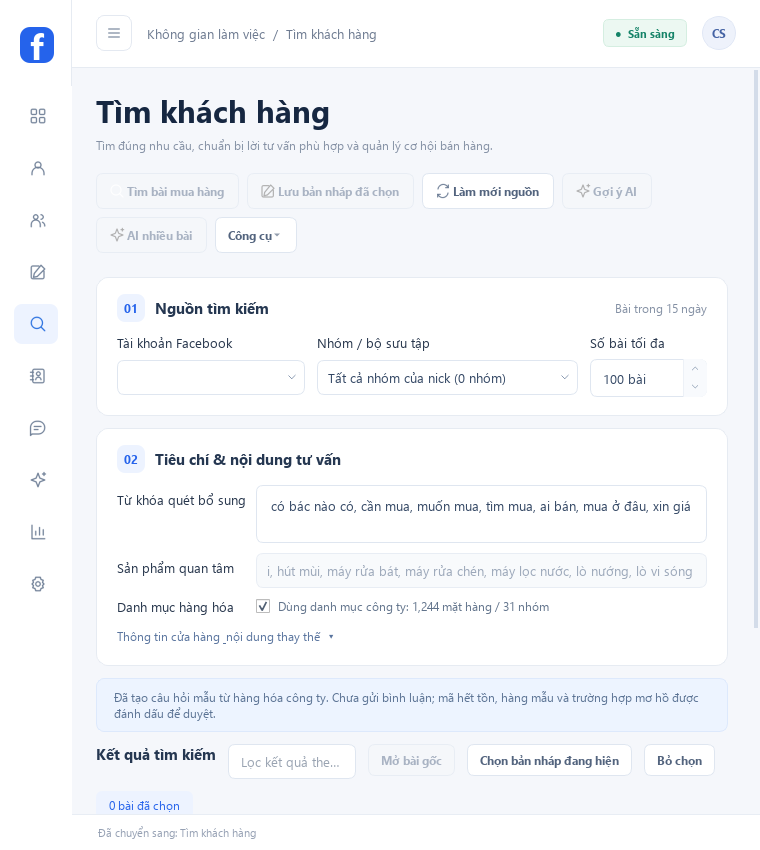 f
Không gian làm việc / Tìm khách hàng
● Sẵn sàng
CS
Tìm khách hàng
Tìm đúng nhu cầu, chuẩn bị lời tư vấn phù hợp và quản lý cơ hội bán hàng.
Tìm bài mua hàng
Lưu bản nháp đã chọn
Làm mới nguồn
Gợi ý AI
AI nhiều bài
Công cụ
01 Nguồn tìm kiếm
Bài trong 15 ngày
Tài khoản Facebook
Nhóm / bộ sưu tập
Số bài tối đa
Tất cả nhóm của nick (0 nhóm)
100 bài
02 Tiêu chí & nội dung tư vấn
Từ khóa quét bổ sung
có bác nào có, cần mua, muốn mua, tìm mua, ai bán, mua ở đâu, xin giá
Sản phẩm quan tâm
i, hút mùi, máy rửa bát, máy rửa chén, máy lọc nước, lò nướng, lò vi sóng
Danh mục hàng hóa
Dùng danh mục công ty: 1,244 mặt hàng / 31 nhóm
Thông tin cửa hàng _nội dung thay thế
Đã tạo câu hỏi mẫu từ hàng hóa công ty. Chưa gửi bình luận; mã hết tồn, hàng mẫu và trường hợp mơ hồ được
đánh dấu để duyệt.
Kết quả tìm kiếm
Lọc kết quả the...
Mở bài gốc
Chọn bản nháp đang hiện
Bỏ chọn
0 bài đã chọn
Đã chuyển sang: Tìm khách hàng